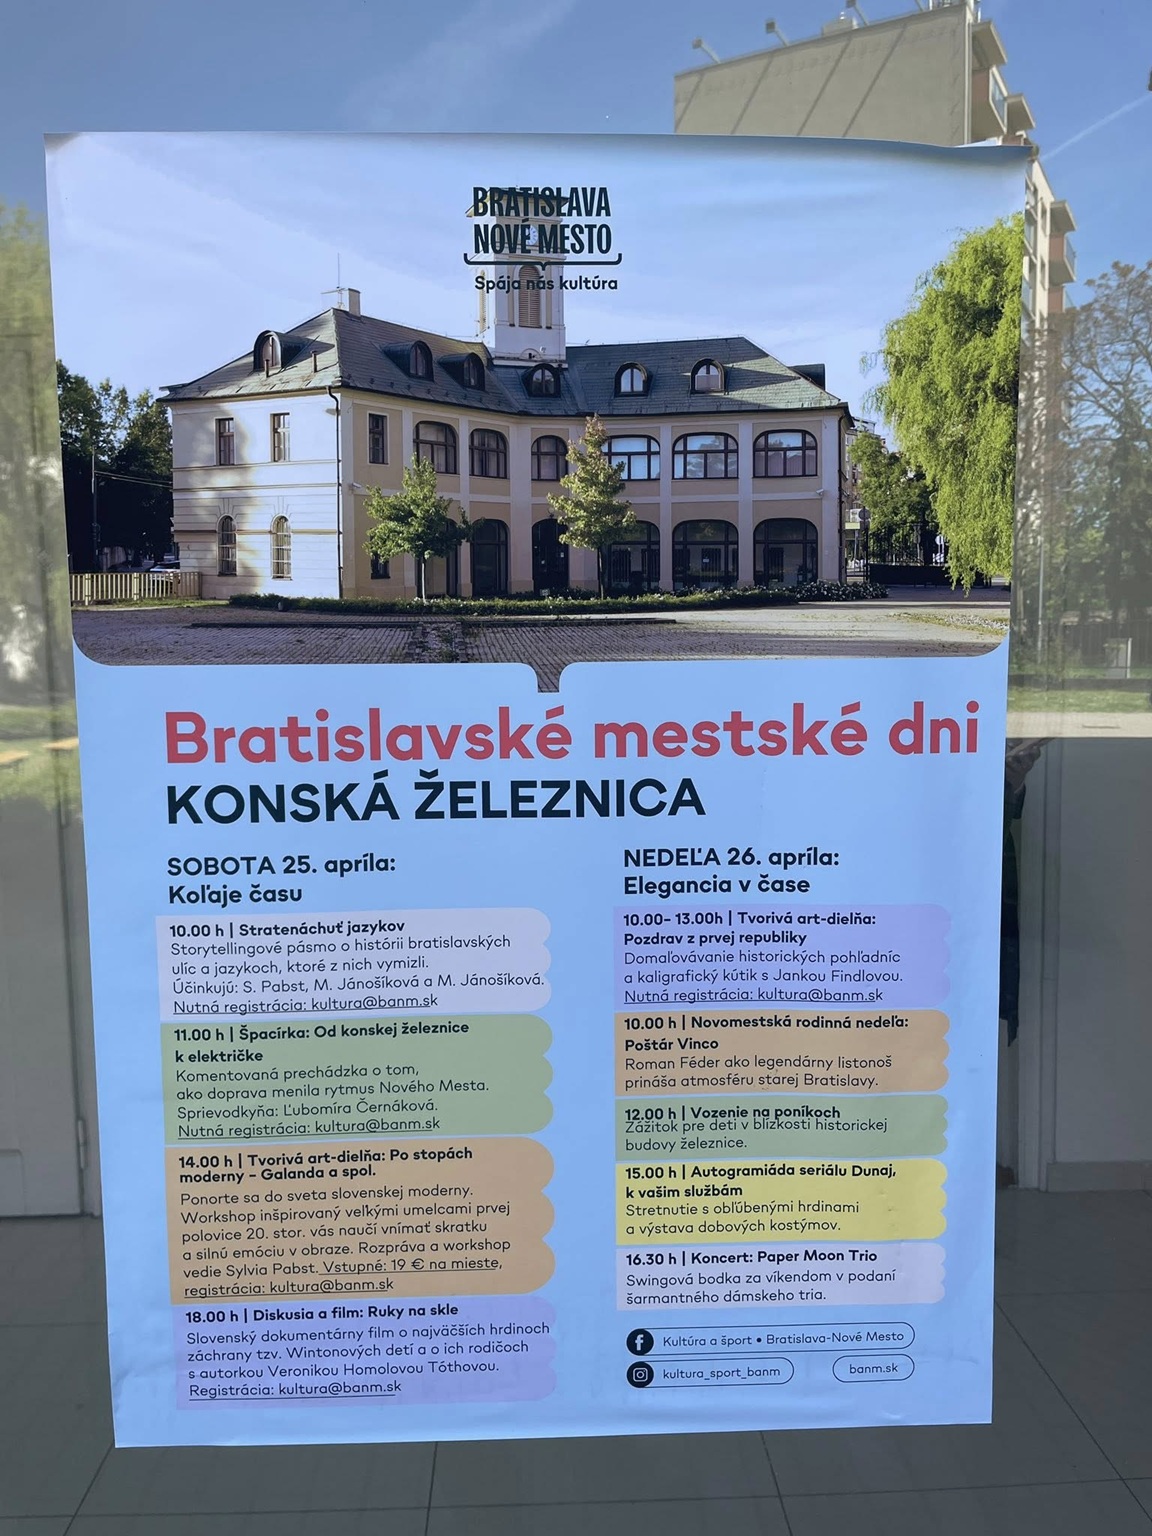 BRATISLAVA
NOVÉ MESTO
Spája nás kultúra
Bratislavské mestské dni
KONSKÁ ŽELEZNICA
SOBOTA 25. apríla:
Koľaje času
10.00 h | Stratenáchuť jazykov
Storytellingové pásmo o histórii bratislavských
ulíc a jazykoch, ktoré z nich vymizli.
Účinkujú: S. Pabst, M. Jánošíková a M. Jánošíková.
Nutná registrácia: kultura@banm.sk
11.00 h | Špacírka: Od konskej železnice
k električke
Komentovaná prechádzka o tom,
ako doprava menila rytmus Nového Mesta.
Sprievodkyňa: Ľubomíra Černáková.
Nutná registrácia: kultura@banm.sk
14.00 h | Tvorivá art-dielňa: Po stopách
moderny – Galanda a spol.
Ponorte sa do sveta slovenskej moderny.
Workshop inšpirovaný veľkými umelcami prvej
polovice 20. stor. vás naučí vnímať skratku
a silnú emóciu v obraze. Rozpráva a workshop
vedie Sylvia Pabst. Vstupné: 19 € na mieste,
registrácia: kultura@banm.sk
18.00 h | Diskusia a film: Ruky na skle
Slovenský dokumentárny film o najväčších hrdinoch
záchrany tzv. Wintonových detí a o ich rodičoch
s autorkou Veronikou Homolovou Tóthovou.
Registrácia: kultura@banm.sk
NEDEĽA 26. apríla:
Elegancia v čase
10.00– 13.00h | Tvorivá art-dielňa:
Pozdrav z prvej republiky
Domaľovávanie historických pohľadníc
a kaligrafický kútik s Jankou Findlovou.
Nutná registrácia: kultura@banm.sk
10.00 h | Novomestská rodinná nedeľa:
Poštár Vinco
Roman Féder ako legendárny listonoš
prináša atmosféru starej Bratislavy.
12.00 h | Vozenie na poníkoch
Zážitok pre deti v blízkosti historickej
budovy železnice.
15.00 h | Autogramiáda seriálu Dunaj,
k vašim službám
Stretnutie s obľúbenými hrdinami
a výstava dobových kostýmov.
16.30 h | Koncert: Paper Moon Trio
Swingová bodka za víkendom v podaní
šarmantného dámskeho tria.
Kultúra a šport • Bratislava-Nové Mesto
kultura_sport_banm
banm.sk